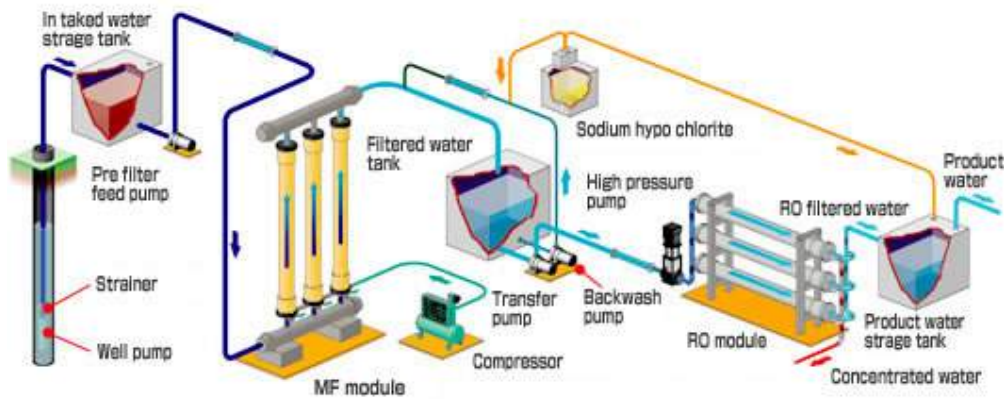 In taked water
strage tank
Pre filter
feed pump
Strainer
Well pump
MF module
Compressor
Filtered water
tank
Transfer
pump
Backwash
pump
Sodium hypo chlorite
High pressure
pump
RO module
RO filtered water
Product
water
Product water
strage tank
Concentrated water